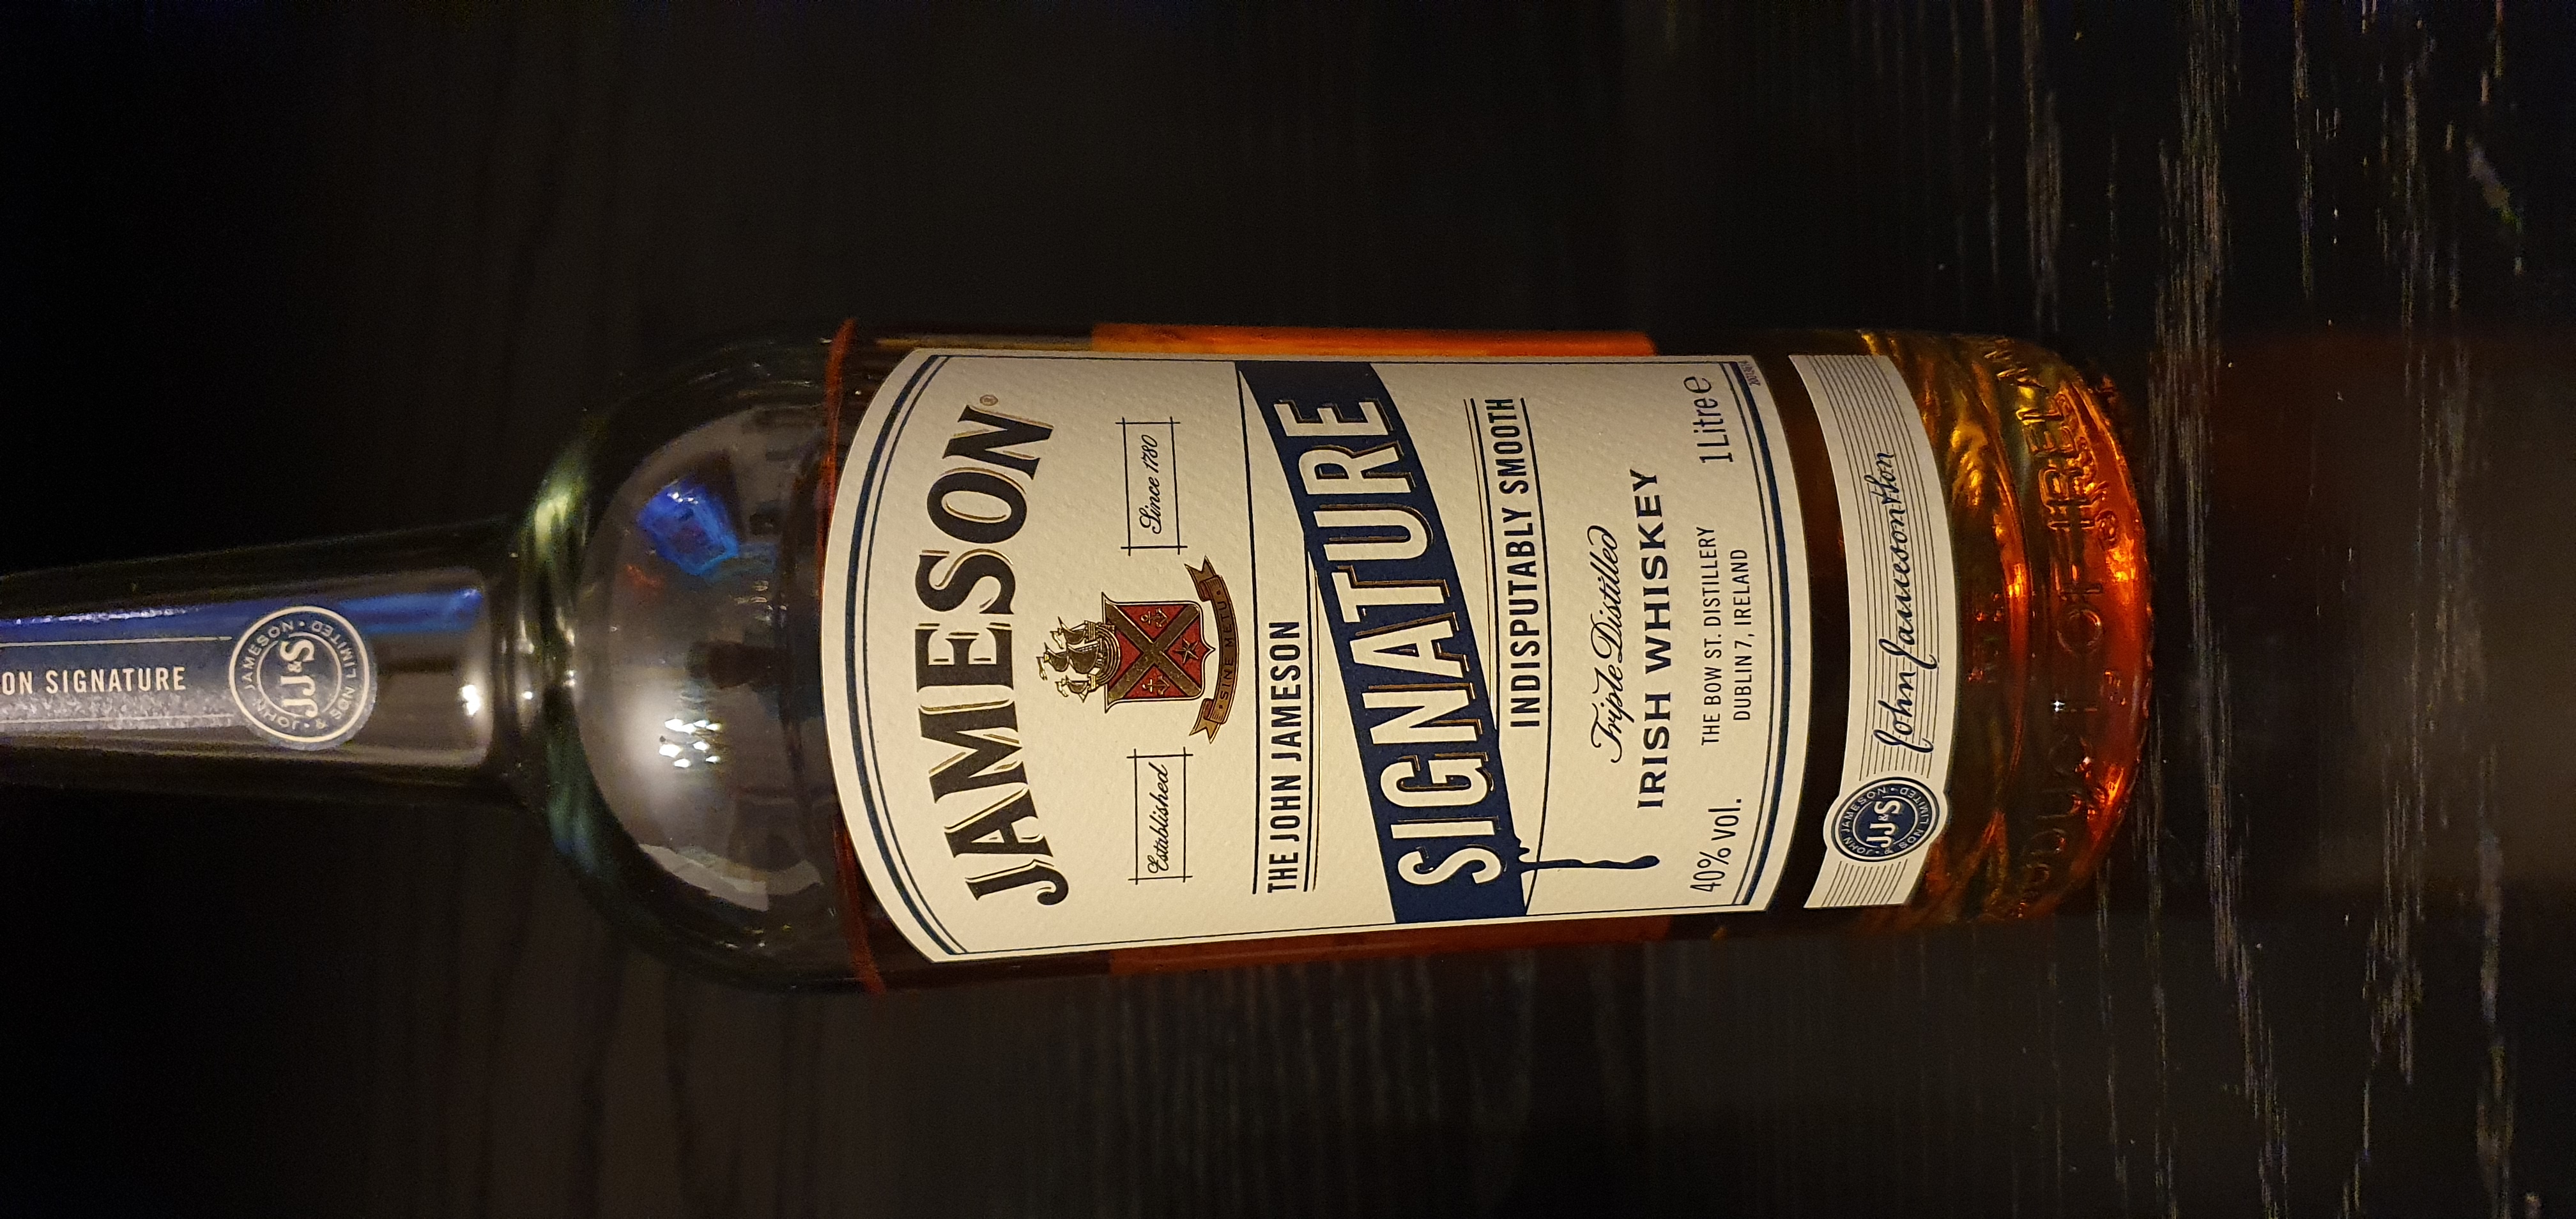 ON SIGNATURE
JOHN JAMESON
JJ&S
& SON LIMITED
JAMESON®
Established
Since 1780
SINE METU
THE JOHN JAMESON
SIGNATURE
INDISPUTABLY SMOOTH
Triple Distilled
IRISH WHISKEY
THE BOW ST. DISTILLERY
DUBLIN 7, IRELAND
40% Vol.
1 Litre e
JOHN JAMESON
JJ&S
& SON LIMITED
John Jameson & Son